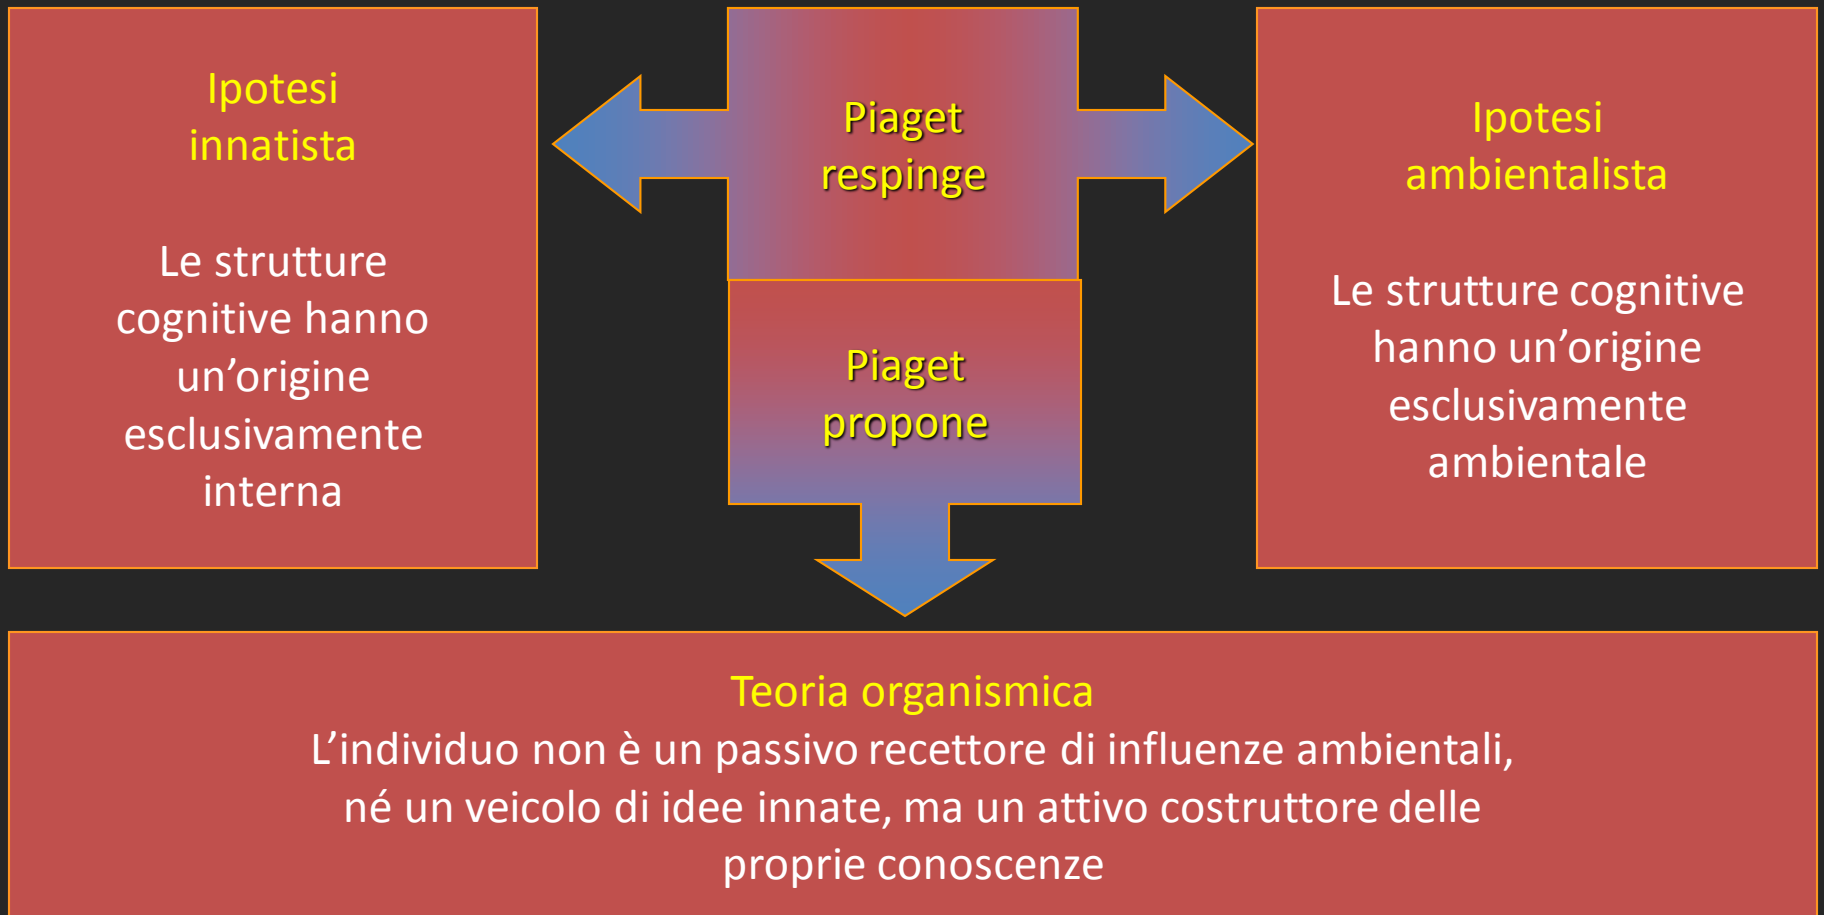 Ipotesi
innatista
Le strutture
cognitive hanno
un’origine
esclusivamente
interna
Piaget
respinge
Piaget
propone
Ipotesi
ambientalista
Le strutture cognitive
hanno un’origine
esclusivamente
ambientale
Teoria organismica
L’individuo non è un passivo recettore di influenze ambientali,
né un veicolo di idee innate, ma un attivo costruttore delle
proprie conoscenze